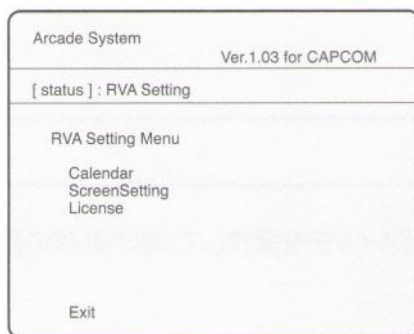 Arcade System
Ver.1.03 for CAPCOM
[ status ] : RVA Setting
RVA Setting Menu
Calendar
ScreenSetting
License
Exit